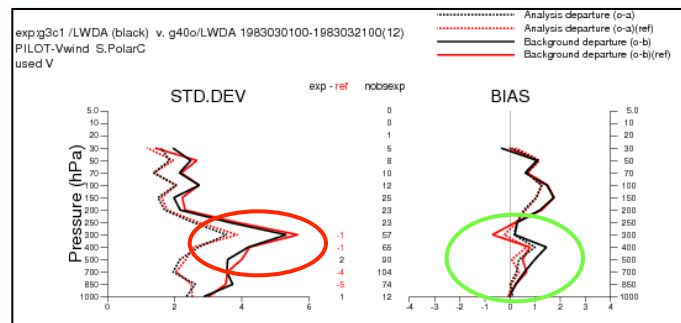 exp:g3c1 /LWDA (black) v. g40o/LWDA 1983030100-1983032100(12)
PILOT-Vwind S.PolarC
used V
Analysis departure (o-a)
Analysis departure (o-a)(ref)
Background departure (o-b)
Background departure (o-b)(ref)
STD.DEV
exp - ref nobsexp
BIAS
Pressure (hPa)
5.0 0 5.0
10 0 10
20 1 20
30 5 30
50 8 50
70 6 70
100 12 100
150 25 150
200 23 200
250 23 250
300 -1 57 300
400 -1 65 400
500 2 90 500
700 -4 104 700
850 -5 74 850
1000 1 12 1000
0 2 4 6
-4 -3 -2 -1 0 1 2 3 4